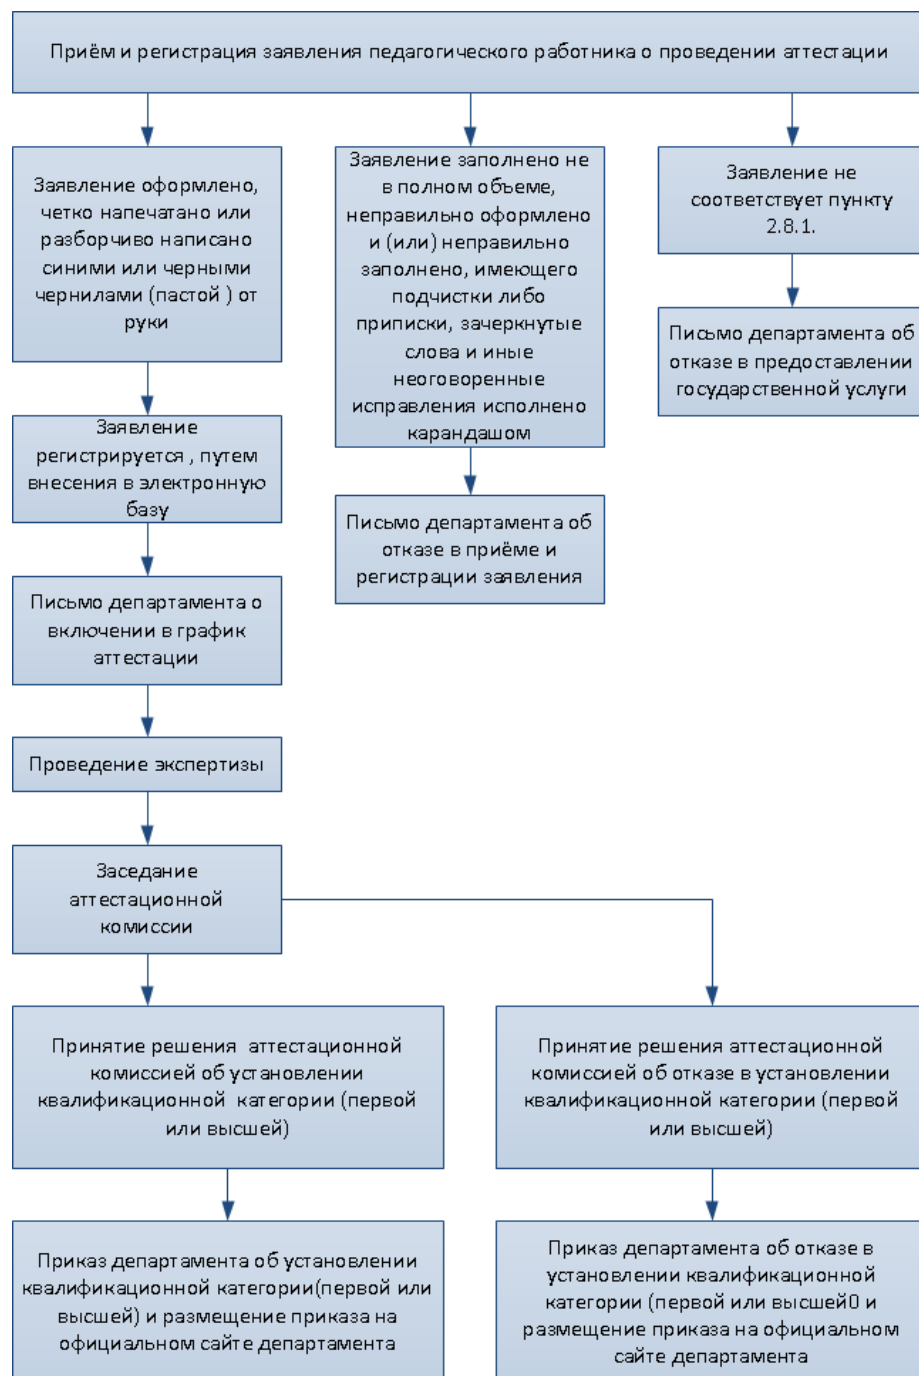 Приём и регистрация заявления педагогического работника о проведении аттестации
Заявление оформлено,
четко напечатано или
разборчиво написано
синими или черными
чернилами (пастой ) от
руки
Заявление заполнено не
в полном объеме,
неправильно оформлено
и (или) неправильно
заполнено, имеющего
подчистки либо
приписки, зачеркнутые
слова и иные
неоговоренные
исправления исполнено
карандашом
Заявление не
соответствует пункту
2.8.1.
Письмо департамента об
отказе в предоставлении
государственной услуги
Заявление
регистрируется , путем
внесения в электронную
базу
Письмо департамента об
отказе в приёме и
регистрации заявления
Письмо департамента о
включении в график
аттестации
Проведение экспертизы
Заседание
аттестационной
комиссии
Принятие решения  аттестационной
комиссией об установлении
квалификационной  категории (первой
или высшей)
Принятие решения аттестационной
комиссией об отказе в установлении
квалификационной категории (первой
или высшей)
Приказ департамента об установлении
квалификационной категории(первой или
высшей) и размещение приказа на
официальном сайте департамента
Приказ департамента об отказе в
установлении квалификационной
категории (первой или высшей0 и
размещение приказа на официальном
сайте департамента